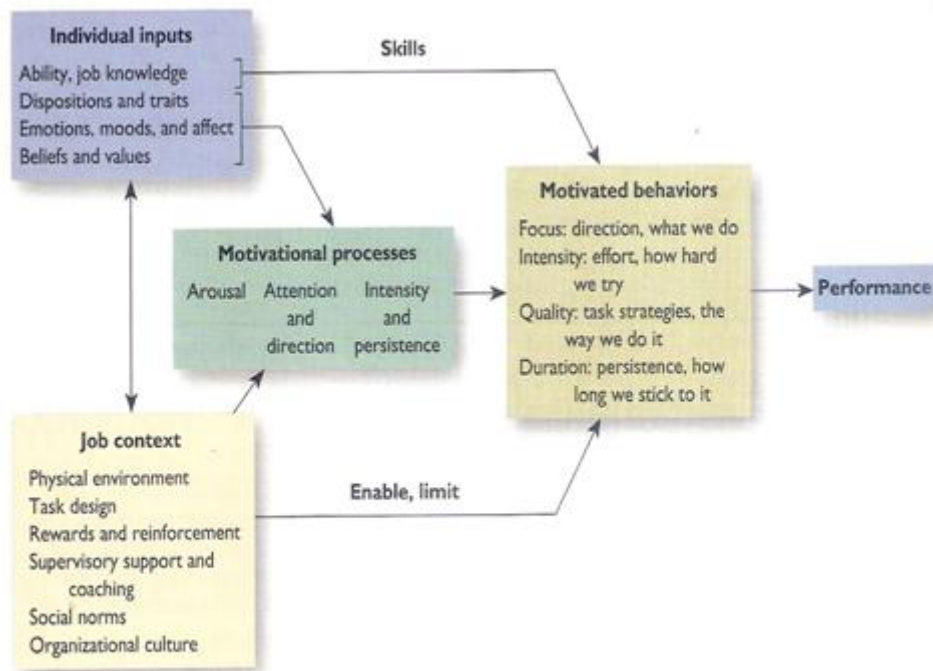 Individual inputs
Ability, job knowledge
Dispositions and traits
Emotions, moods, and affect
Beliefs and values
Skills
Motivational processes
Arousal
Attention
and
direction
Intensity
and
persistence
Motivated behaviors
Focus: direction, what we do
Intensity: effort, how hard
we try
Quality: task strategies, the
way we do it
Duration: persistence, how
long we stick to it
Performance
Job context
Physical environment
Task design
Rewards and reinforcement
Supervisory support and
coaching
Social norms
Organizational culture
Enable, limit